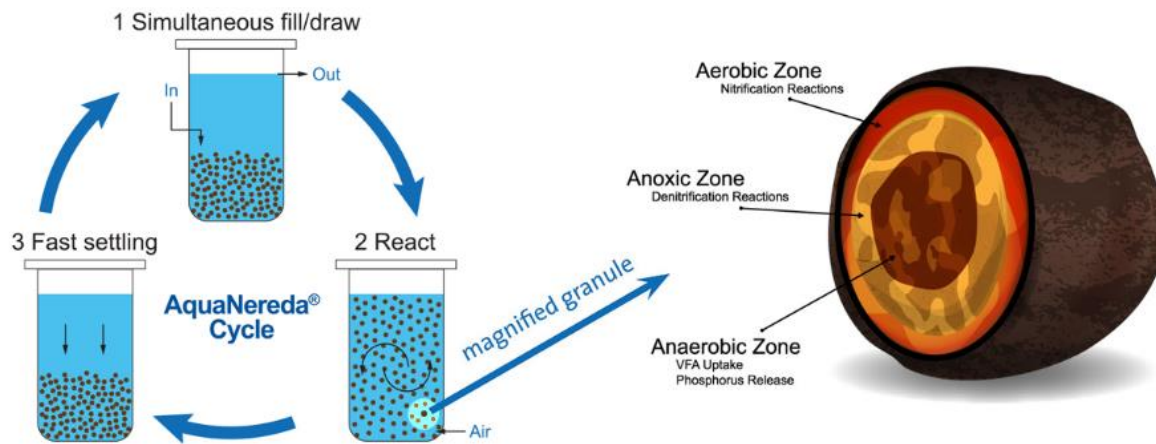 1 Simultaneous fill/draw
Out
In
3 Fast settling
2 React
AquaNereda®
Cycle
Air
magnified granule
Aerobic Zone
Nitrification Reactions
Anoxic Zone
Denitrification Reactions
Anaerobic Zone
VFA Uptake
Phosphorus Release